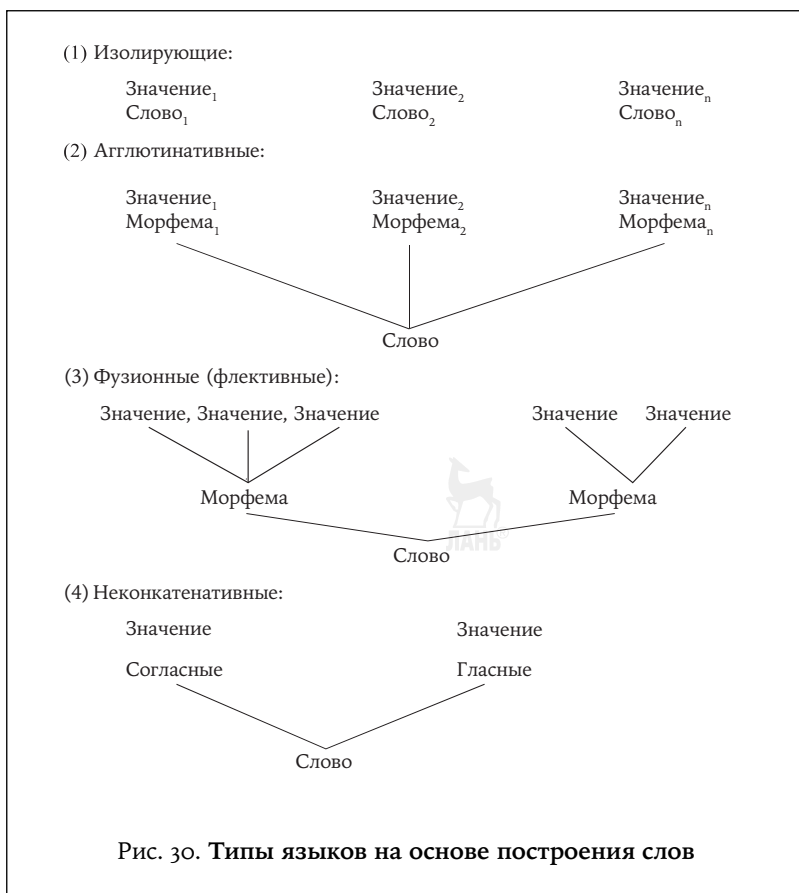 (1) Изолирующие:
Значение₁ Значение₂ Значениеₙ
Слово₁ Слово₂ Словоₙ
(2) Агглютинативные:
Значение₁ Значение₂ Значениеₙ
Морфема₁ Морфема₂ Морфемаₙ
Слово
(3) Фузионные (флективные):
Значение, Значение, Значение Значение Значение
Морфема Морфема
ЛАНЬ®
Слово
(4) Неконкатенативные:
Значение Значение
Согласные Гласные
Слово
Рис. 30. Типы языков на основе построения слов